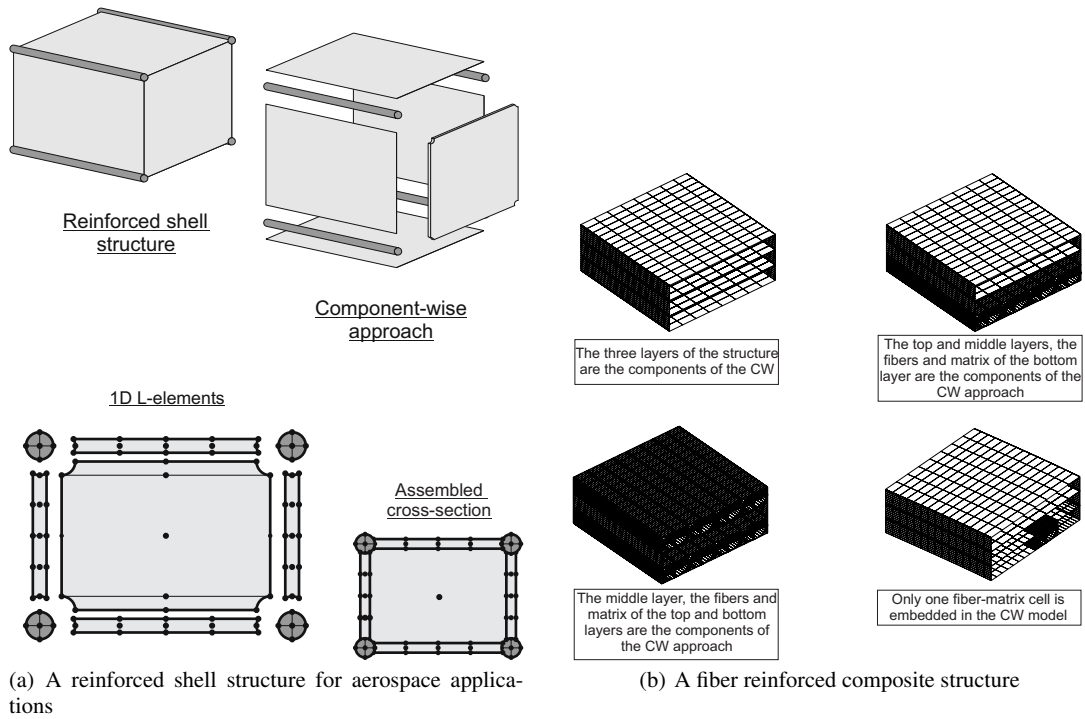 Reinforced shell
structure
Component-wise
approach
1D L-elements
Assembled
cross-section
(a) A reinforced shell structure for aerospace applica-
tions
The three layers of the structure
are the components of the CW
The top and middle layers, the
fibers and matrix of the bottom
layer are the components of the
CW approach
The middle layer, the fibers and
matrix of the top and bottom
layers are the components of
the CW approach
Only one fiber-matrix cell is
embedded in the CW model
(b) A fiber reinforced composite structure